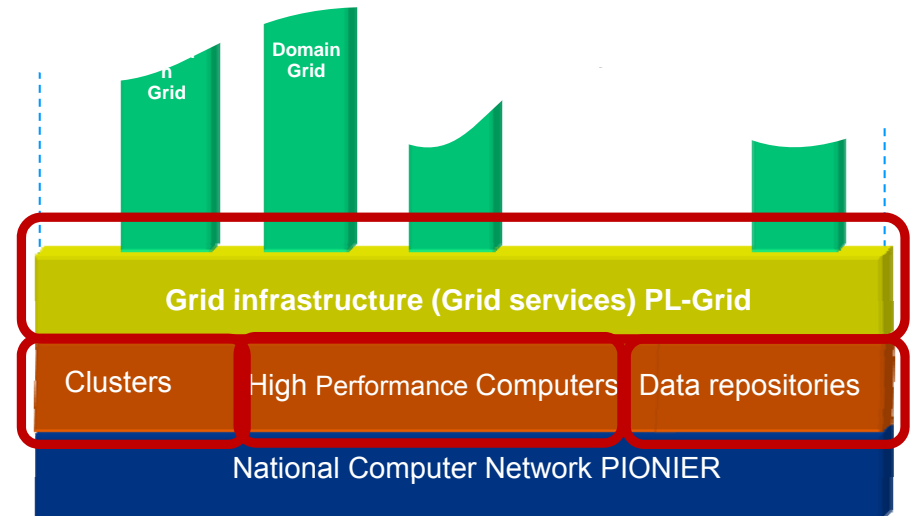 n
Grid
Domain
Grid
Grid infrastructure (Grid services) PL-Grid
Clusters
High Performance Computers
Data repositories
National Computer Network PIONIER